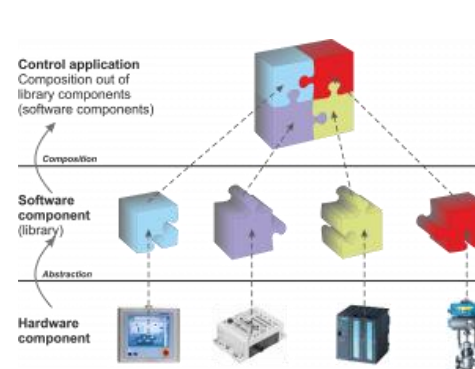 Control application
Composition out of
library components
(software components)
Composition
Software
component
(library)
Abstraction
Hardware
component